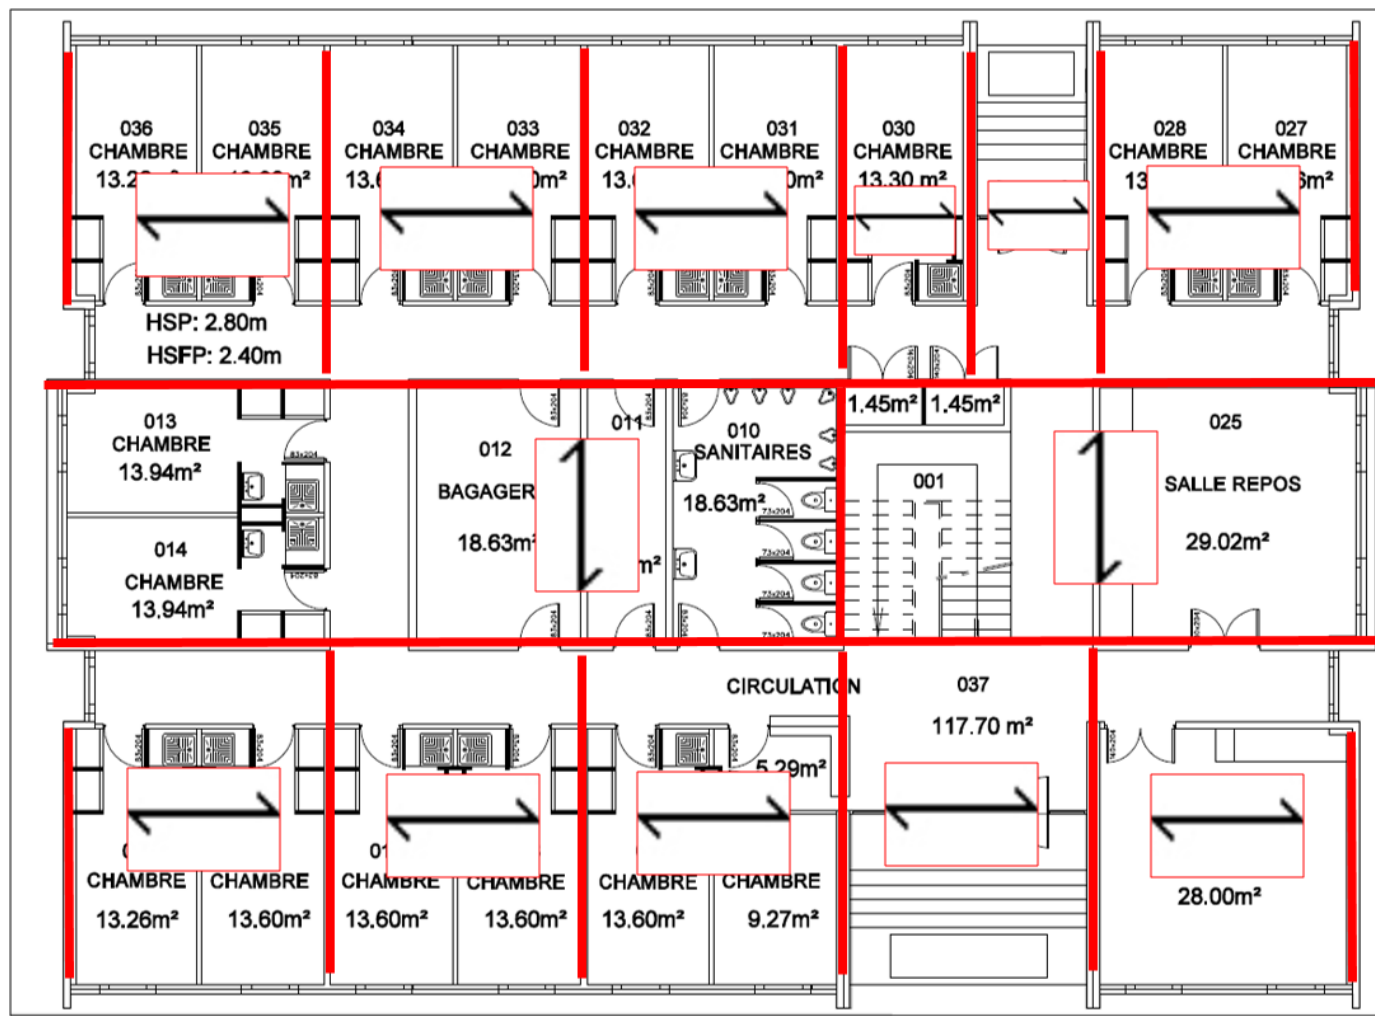 036
CHAMBRE
035
CHAMBRE
034
CHAMBRE
033
CHAMBRE
032
CHAMBRE
031
CHAMBRE
030
CHAMBRE
13.30 m²
028
CHAMBRE
027
CHAMBRE
HSP: 2.80m
HSFP: 2.40m
013
CHAMBRE
13.94m²
014
CHAMBRE
13.94m²
012
BAGAGER
18.63m²
011
010
SANITAIRES
18.63m²
1.45m²
1.45m²
001
025
SALLE REPOS
29.02m²
CIRCULATION
037
117.70 m²
5.29m²
CHAMBRE
13.26m²
CHAMBRE
13.60m²
CHAMBRE
13.60m²
CHAMBRE
13.60m²
CHAMBRE
13.60m²
CHAMBRE
9.27m²
28.00m²